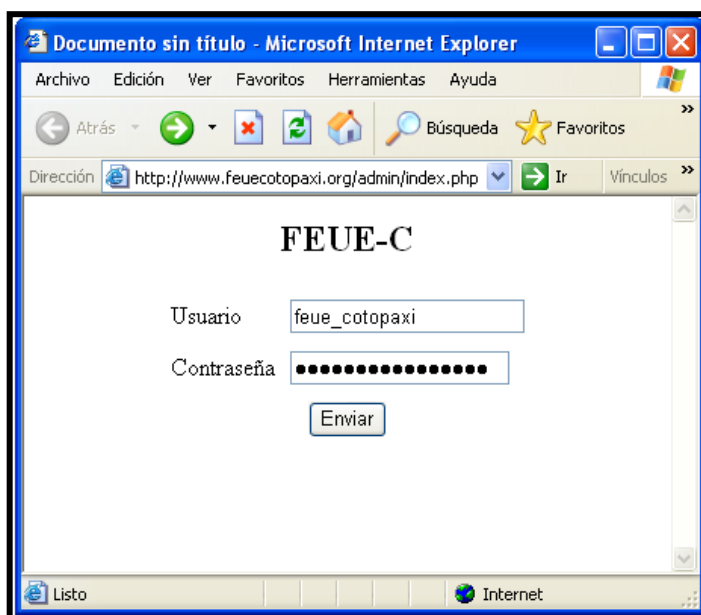 Documento sin título - Microsoft Internet Explorer
Archivo Edición Ver Favoritos Herramientas Ayuda
Atrás Búsqueda Favoritos »
Dirección http://www.feuecotopaxi.org/admin/index.php Ir Vínculos »
FEUE-C
Usuario feue_cotopaxi
Contraseña ••••••••••••••••
Enviar
Listo Internet